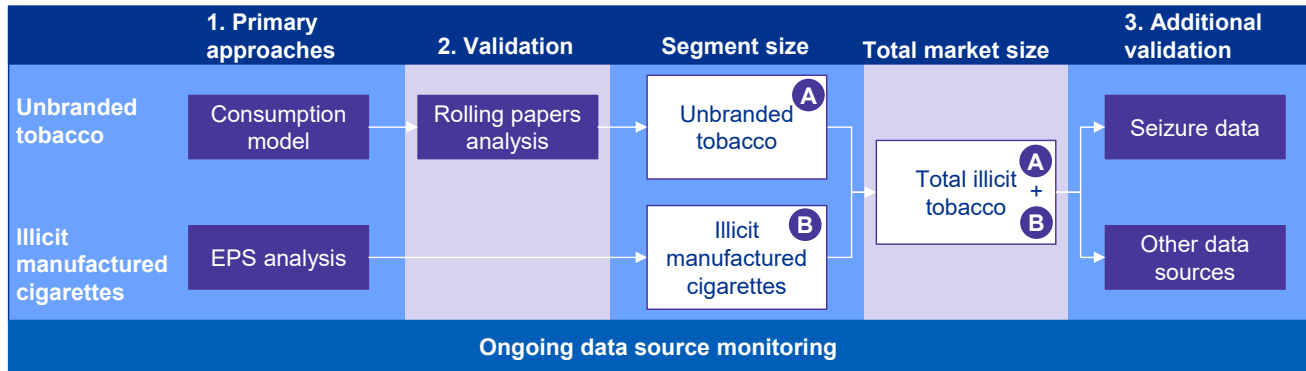 1. Primary
approaches
2. Validation
Segment size
Total market size
3. Additional
validation
Unbranded
tobacco
Consumption
model
Rolling papers
analysis
A
Unbranded
tobacco
Illicit
manufactured
cigarettes
EPS analysis
B
Illicit
manufactured
cigarettes
A
Total illicit
tobacco
+
B
Seizure data
Other data
sources
Ongoing data source monitoring